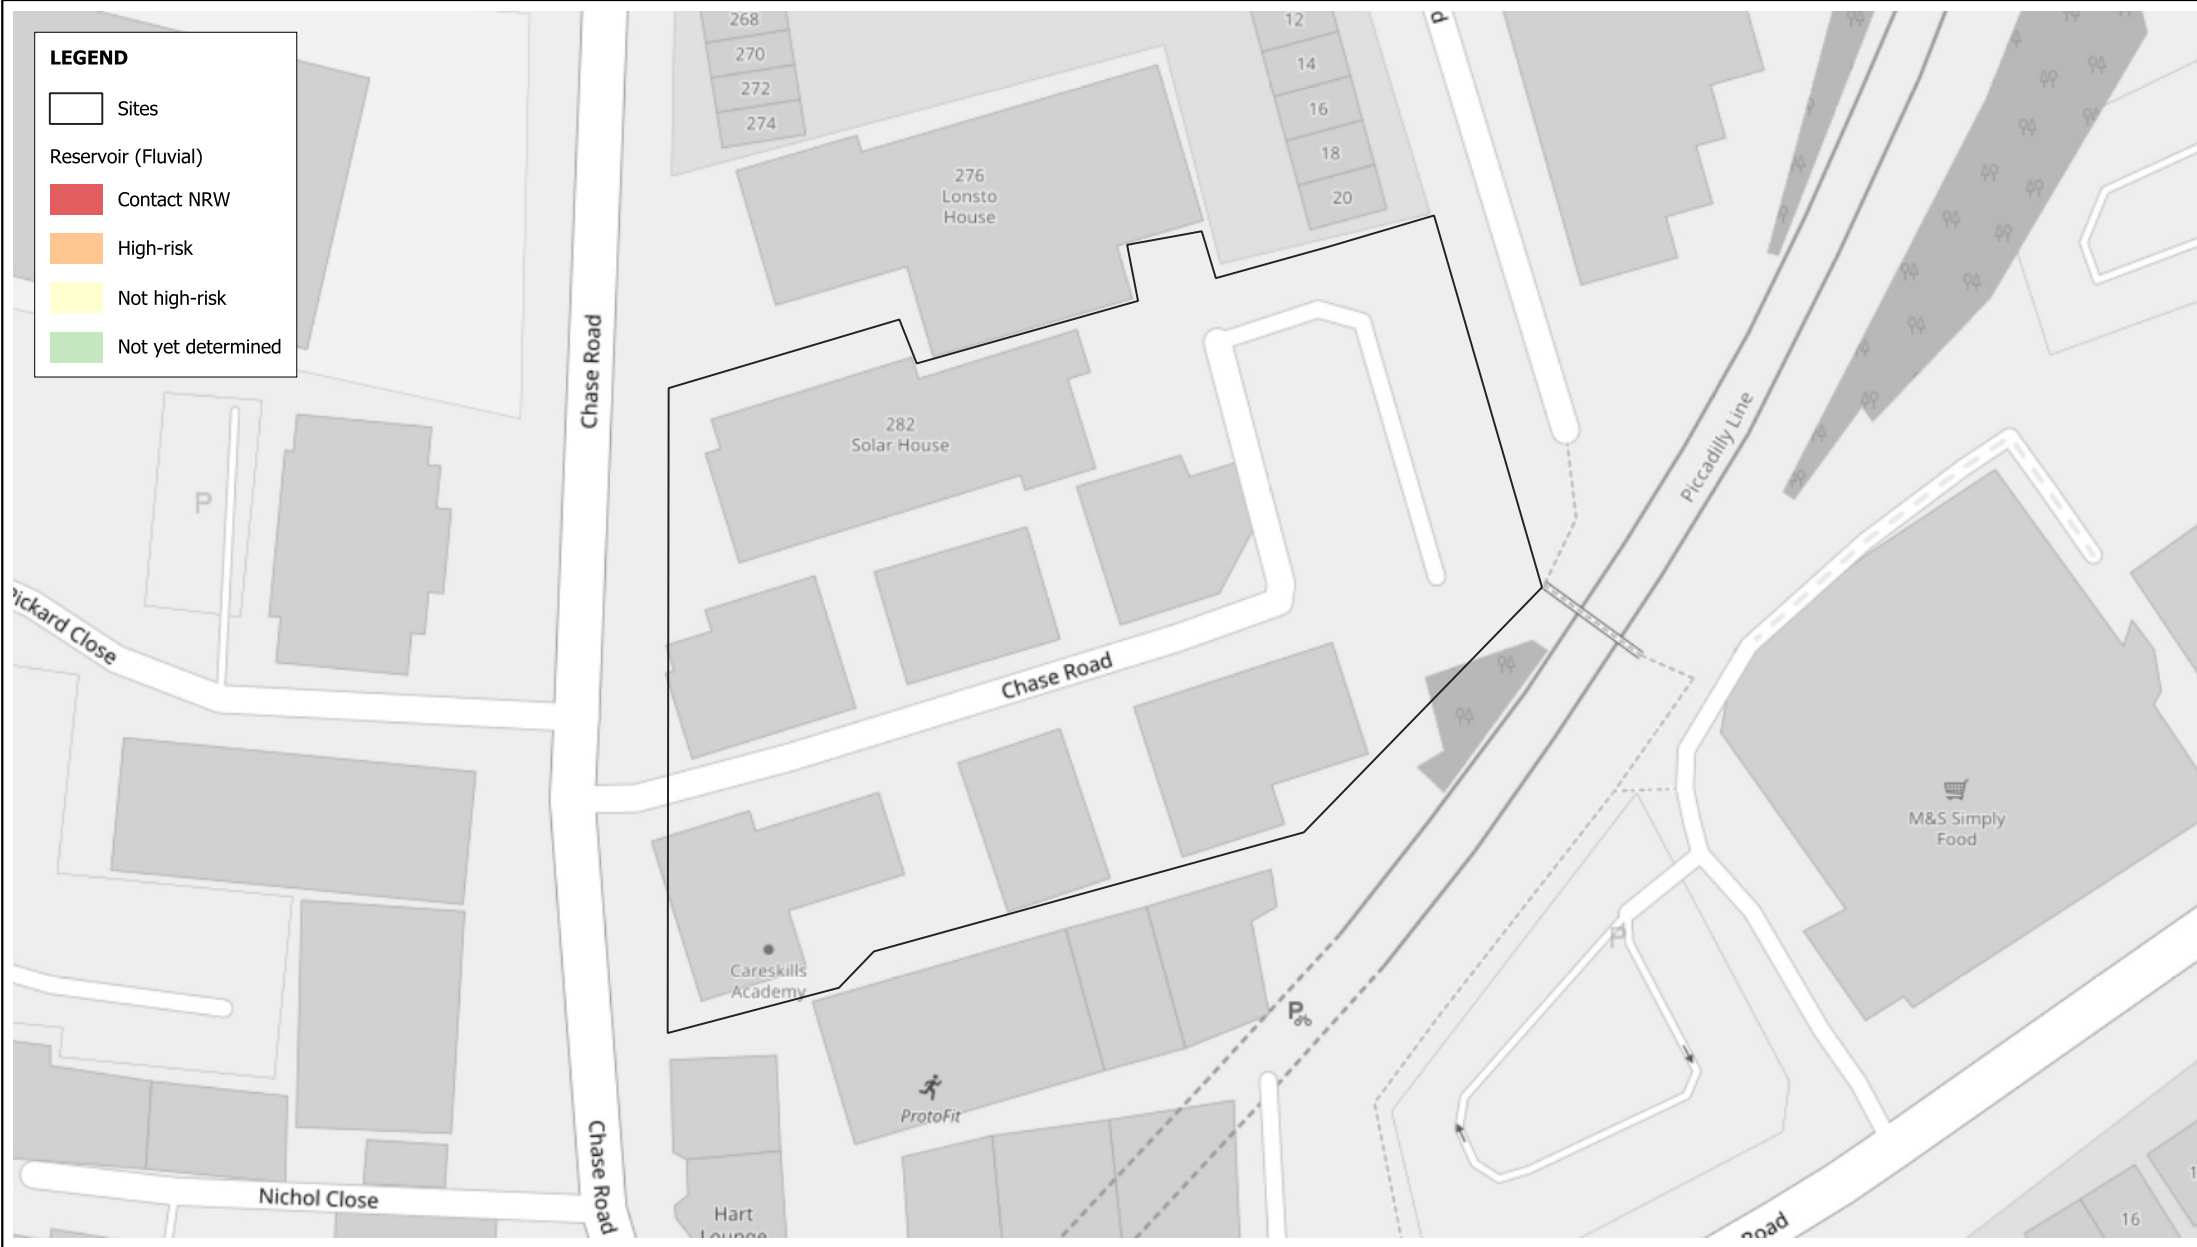 LEGEND
Sites
Reservoir (Fluvial)
Contact NRW
High-risk
Not high-risk
Not yet determined
268
270
272
274
276
Lonsto
House
12
14
16
18
20
Chase Road
282
Solar House
Piccadilly Line
P
Pickard Close
Chase Road
M&S Simply
Food
Careskills
Academy
P
P
ProtoFit
Chase Road
Nichol Close
Hart
Lounge
Road
16